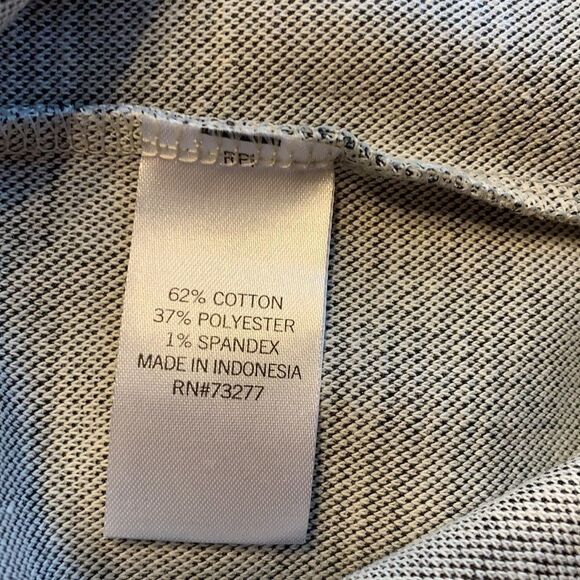 62% COTTON
37% POLYESTER
1% SPANDEX
MADE IN INDONESIA
RN#73277